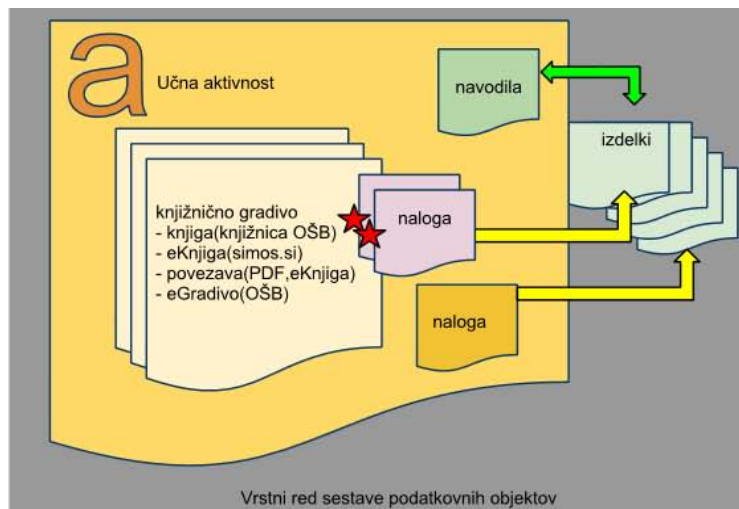 a
Učna aktivnost
navodila
izdelki
knjižnično gradivo
- knjiga(knjižnica OŠB)
- eKnjiga(simos.si)
- povezava(PDF,eKnjiga)
- eGradivo(OŠB)
naloga
naloga
Vrstni red sestave podatkovnih objektov